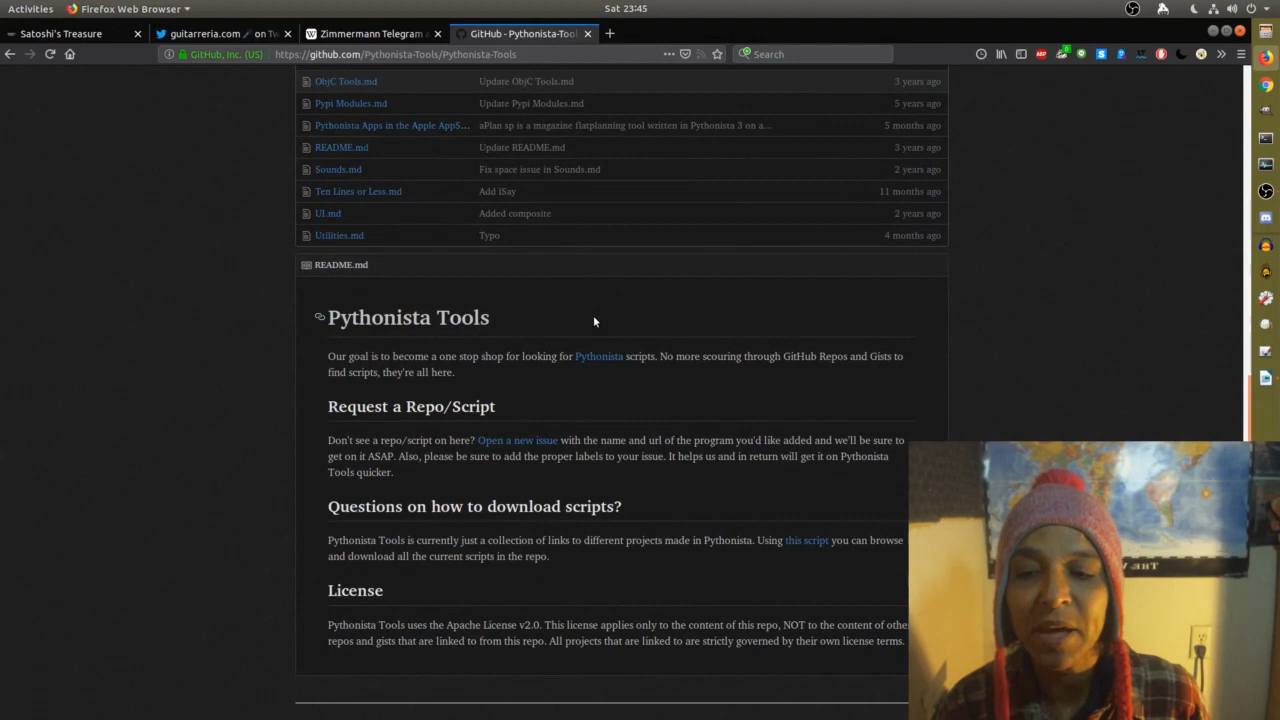 Activities Firefox Web Browser Sat 23:45
Satoshi's Treasure guitarreria.com on Tw Zimmermann Telegram o GitHub - Pythonista-Tool
GitHub, Inc. (US) https://github.com/Pythonista-Tools/Pythonista-Tools Search
ObjC Tools.md Update ObjC Tools.md 3 years ago
Pypi Modules.md Update Pypi Modules.md 5 years ago
Pythonista Apps in the Apple AppS... aPlan sp is a magazine flatplanning tool written in Pythonista 3 on a... 5 months ago
README.md Update README.md 3 years ago
Sounds.md Fix space issue in Sounds.md 2 years ago
Ten Lines or Less.md Add iSay 11 months ago
UI.md Added composite 2 years ago
Utilities.md Typo 4 months ago
README.md
Pythonista Tools
Our goal is to become a one stop shop for looking for Pythonista scripts. No more scouring through GitHub Repos and Gists to
find scripts, they're all here.
Request a Repo/Script
Don't see a repo/script on here? Open a new issue with the name and url of the program you'd like added and we'll be sure to
get on it ASAP. Also, please be sure to add the proper labels to your issue. It helps us and in return will get it on Pythonista
Tools quicker.
Questions on how to download scripts?
Pythonista Tools is currently just a collection of links to different projects made in Pythonista. Using this script you can browse
and download all the current scripts in the repo.
License
Pythonista Tools uses the Apache License v2.0. This license applies only to the content of this repo, NOT to the content of othe
repos and gists that are linked to from this repo. All projects that are linked to are strictly governed by their own license terms.